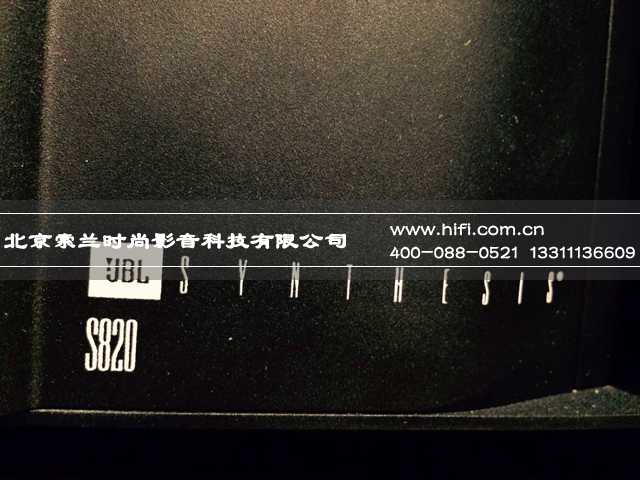 北京索兰时尚影音科技有限公司
www.hifi.com.cn
400-088-0521 13311136609
JBL SYNTHESIS®
S820